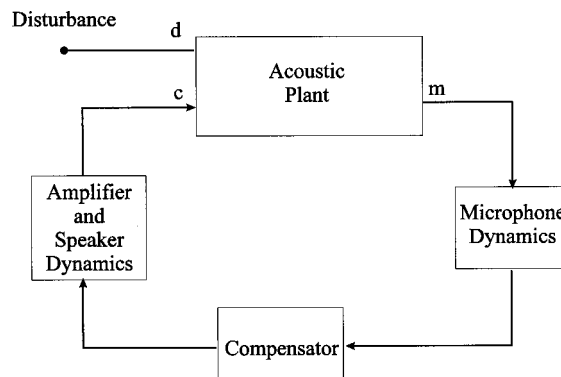 Disturbance
d
Acoustic
Plant
c
m
Amplifier
and
Speaker
Dynamics
Microphone
Dynamics
Compensator